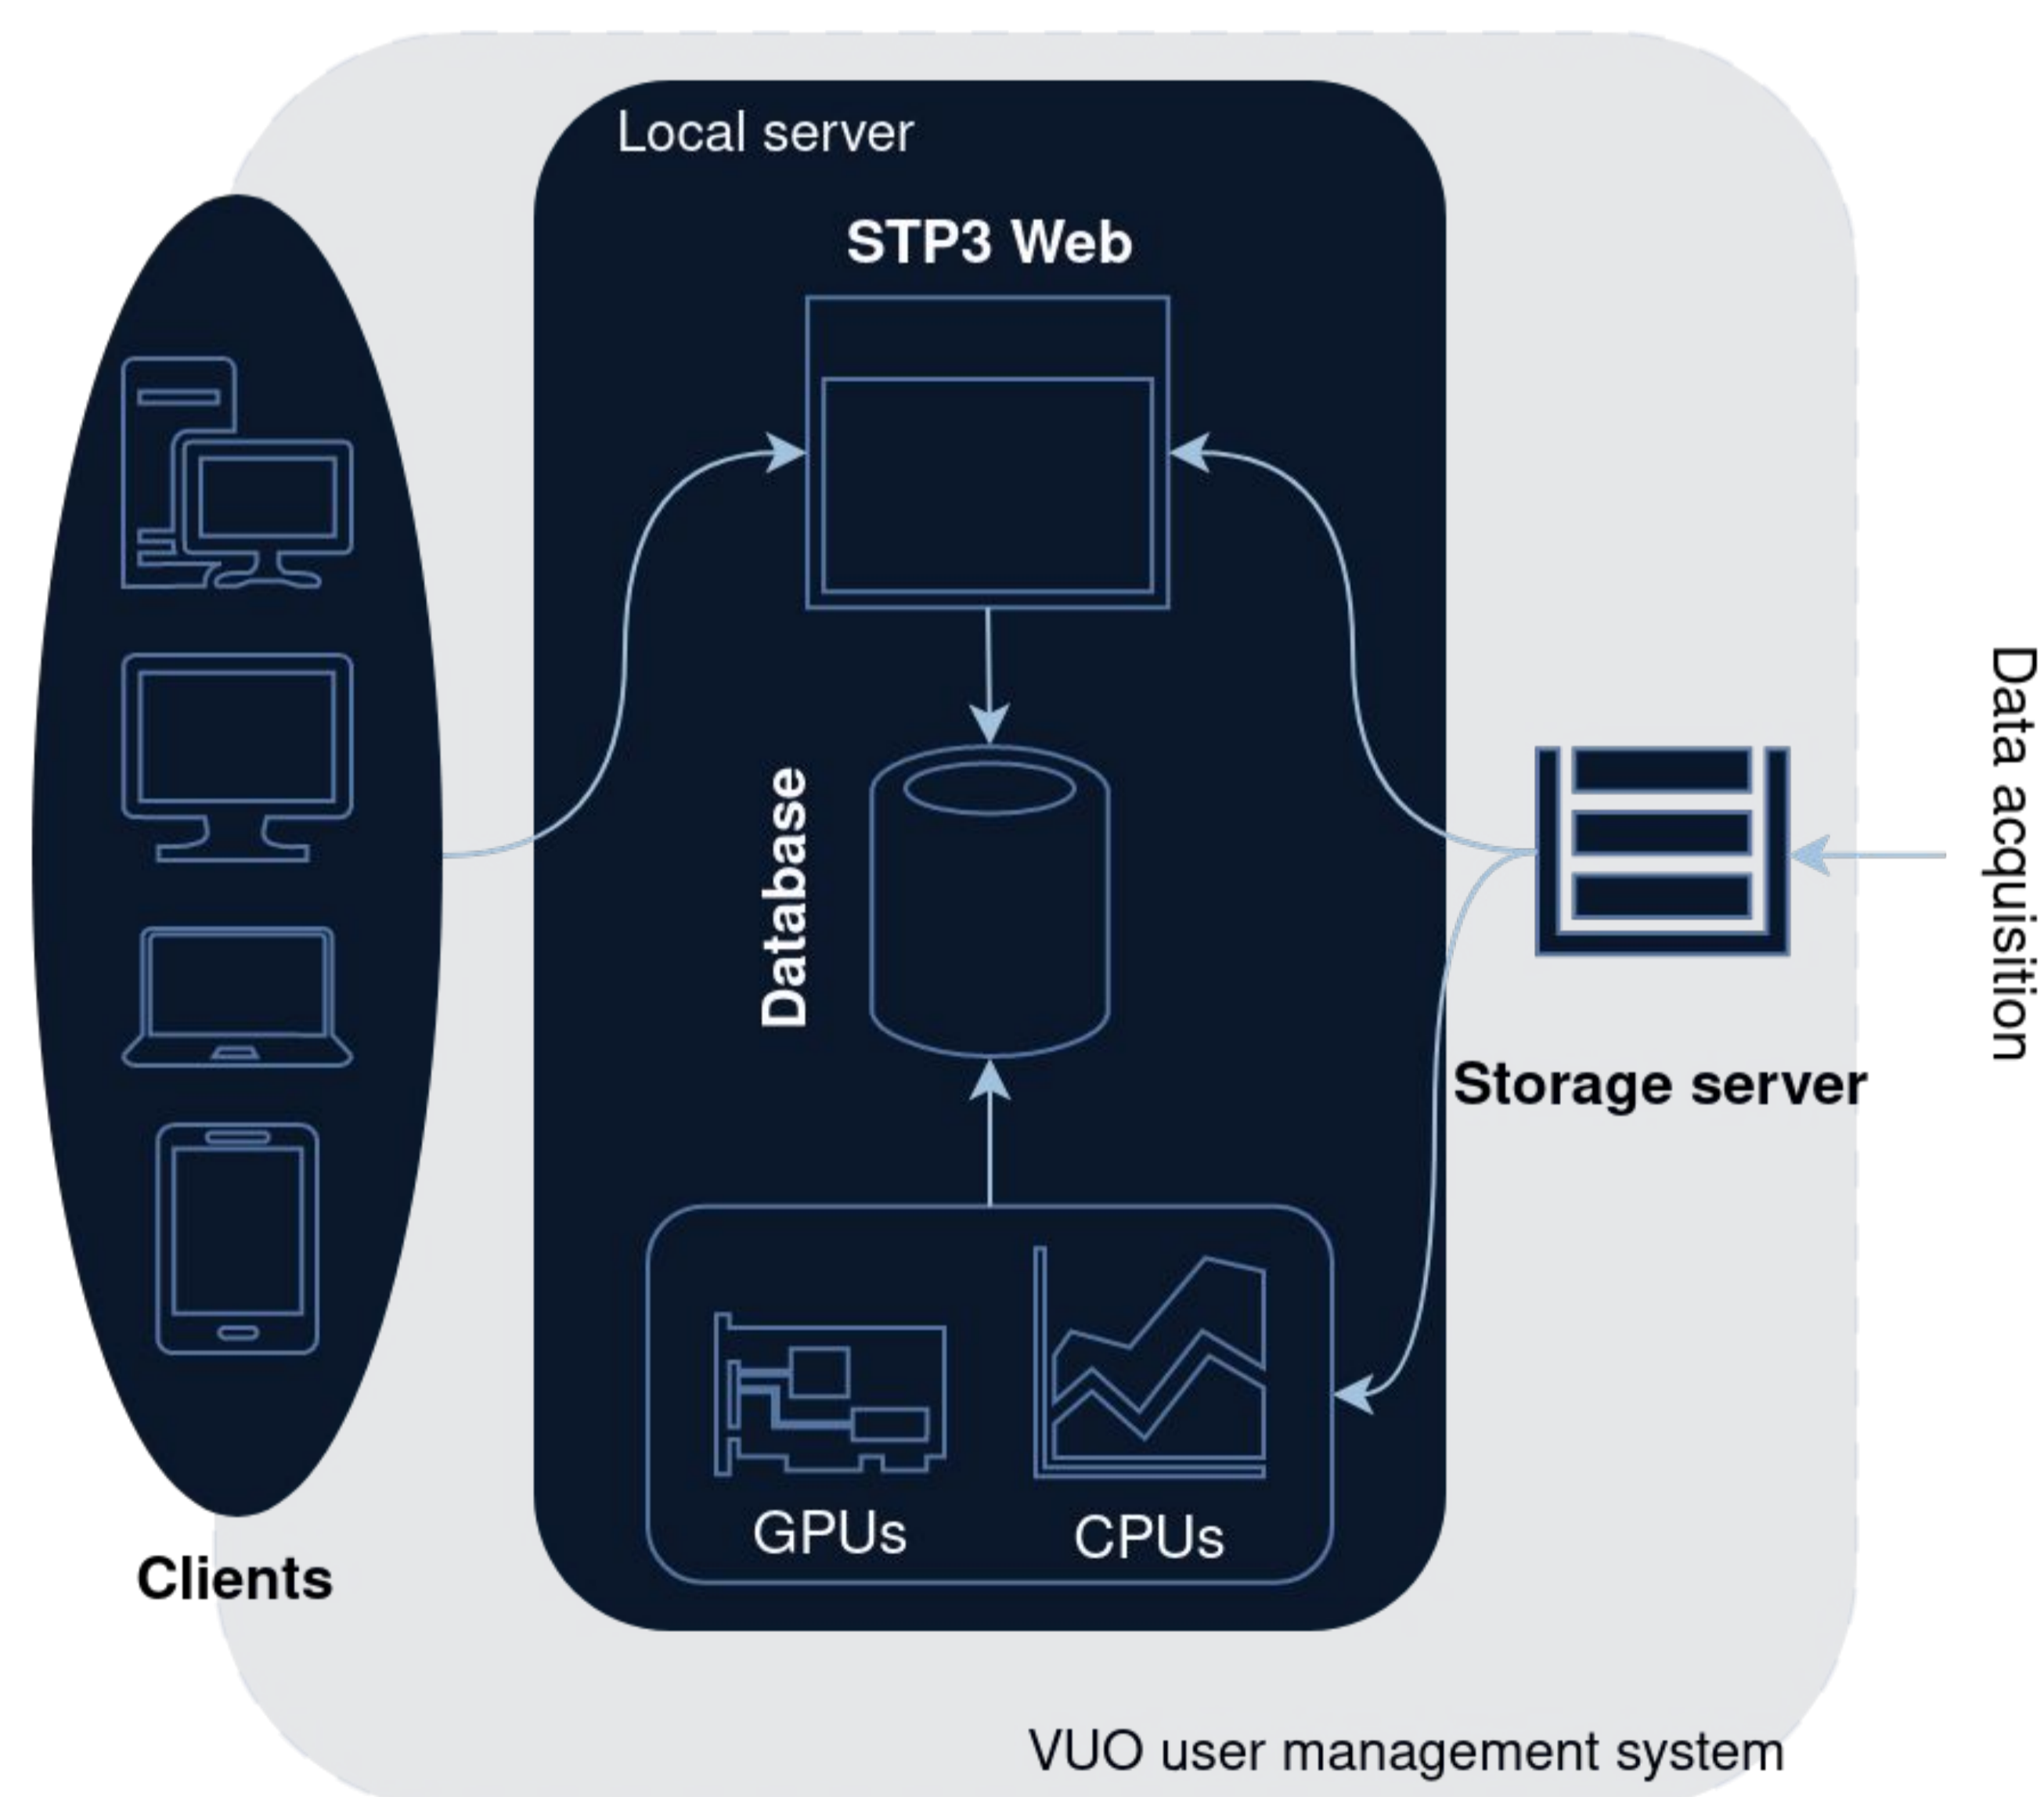 Local server
STP3 Web
Database
Data acquisition
Storage server
GPUs
CPUs
Clients
VUO user management system